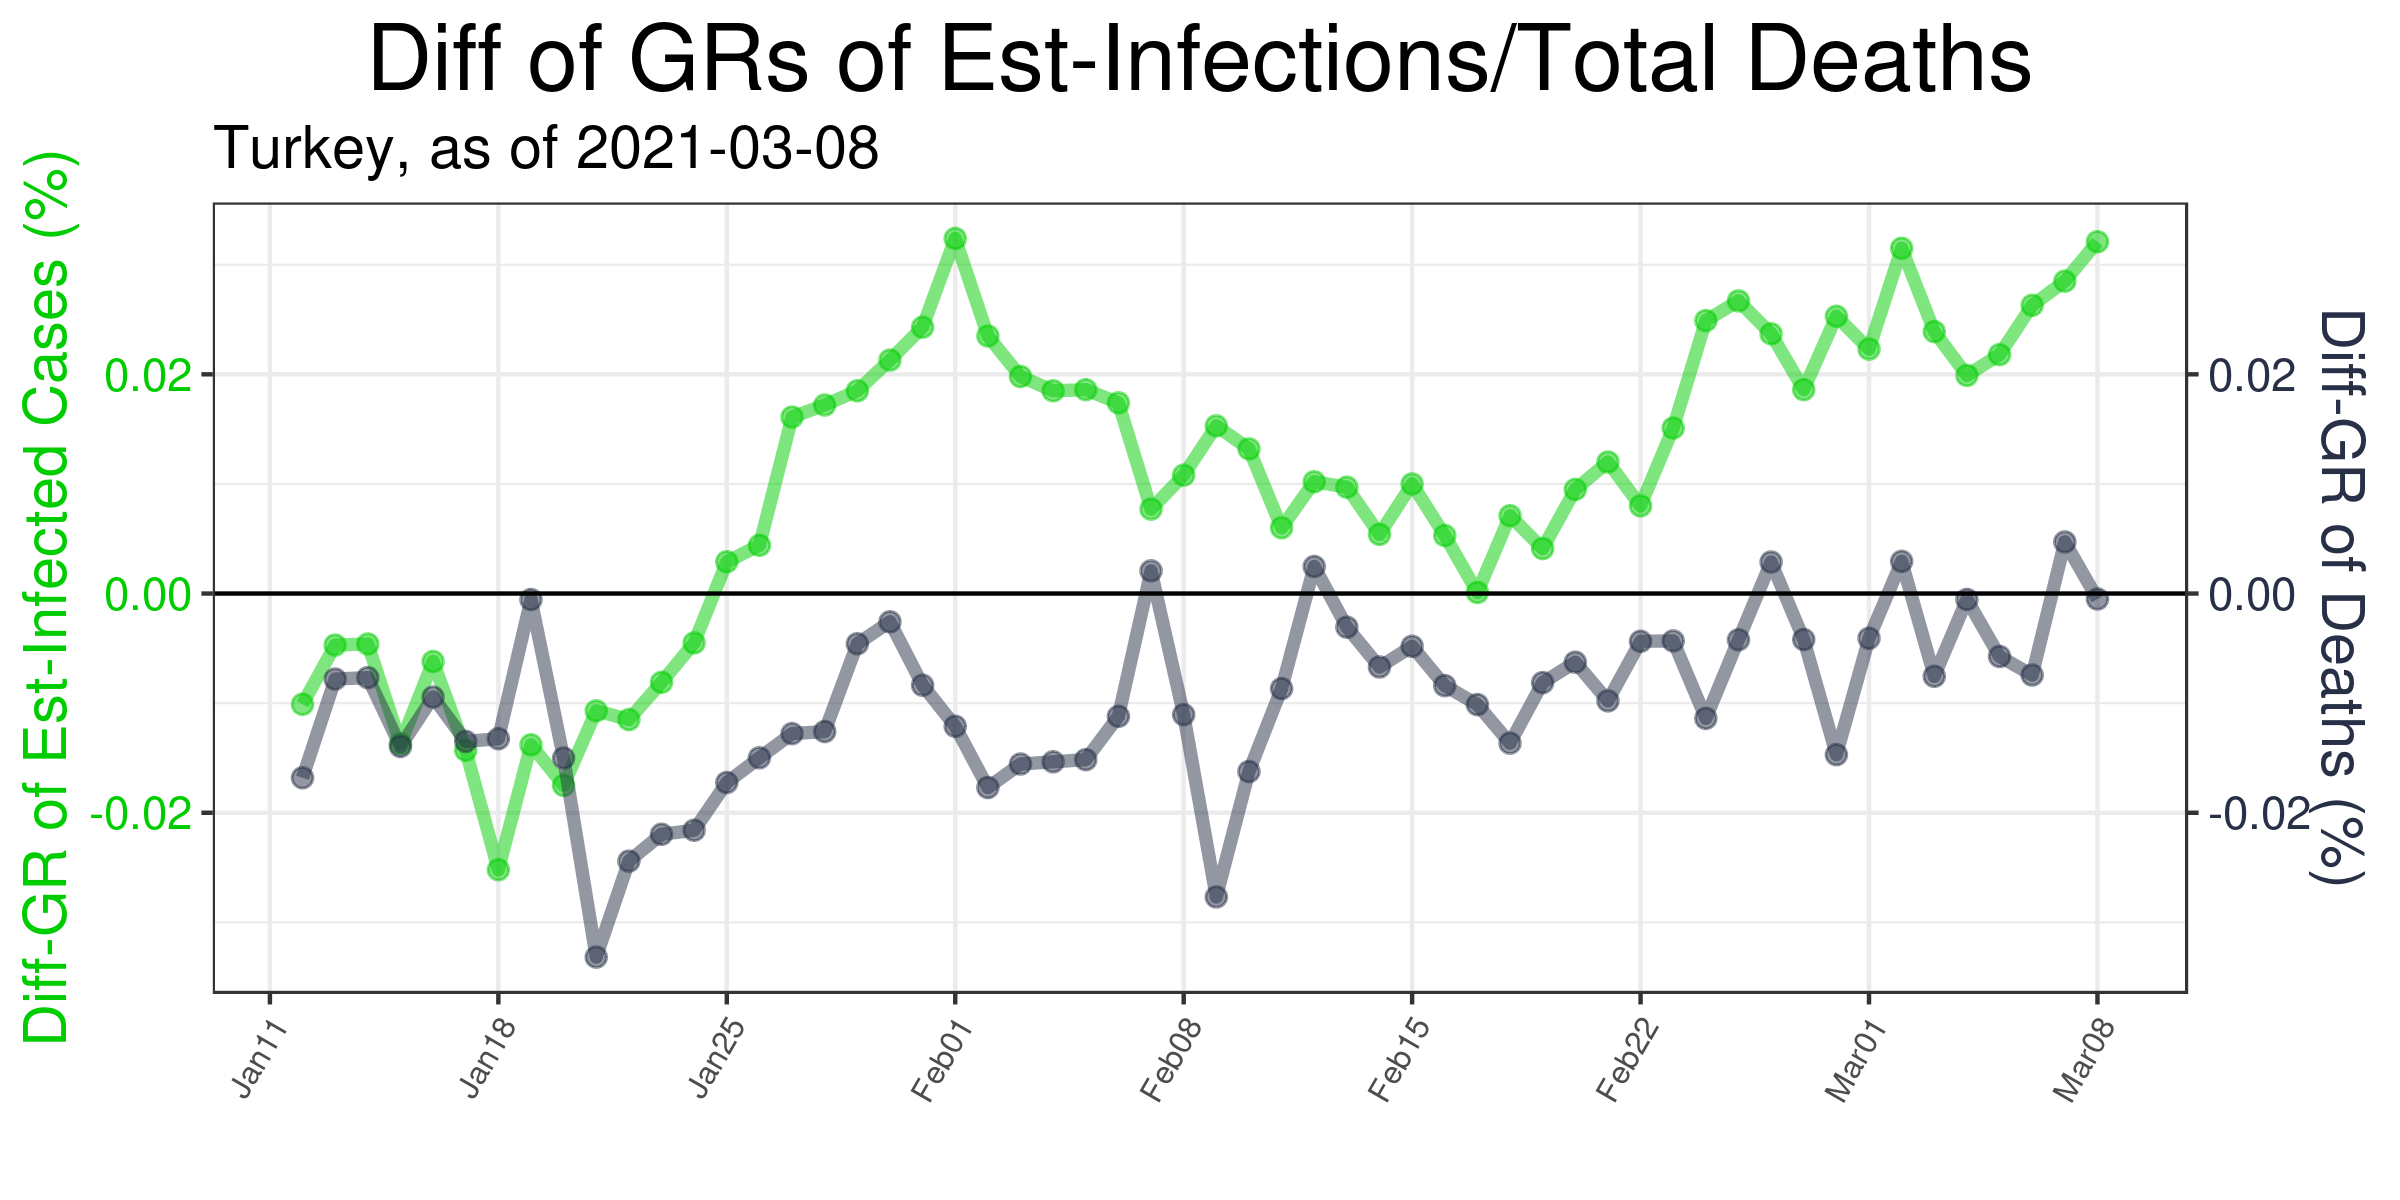 Diff of GRs of Est-Infections/Total Deaths
Turkey, as of 2021-03-08
Diff-GR of Est-Infected Cases (%)
0.02
0.00
-0.02
0.02
0.00
-0.02
Diff-GR of Deaths (%)
Jan11
Jan18
Jan25
Feb01
Feb08
Feb15
Feb22
Mar01
Mar08